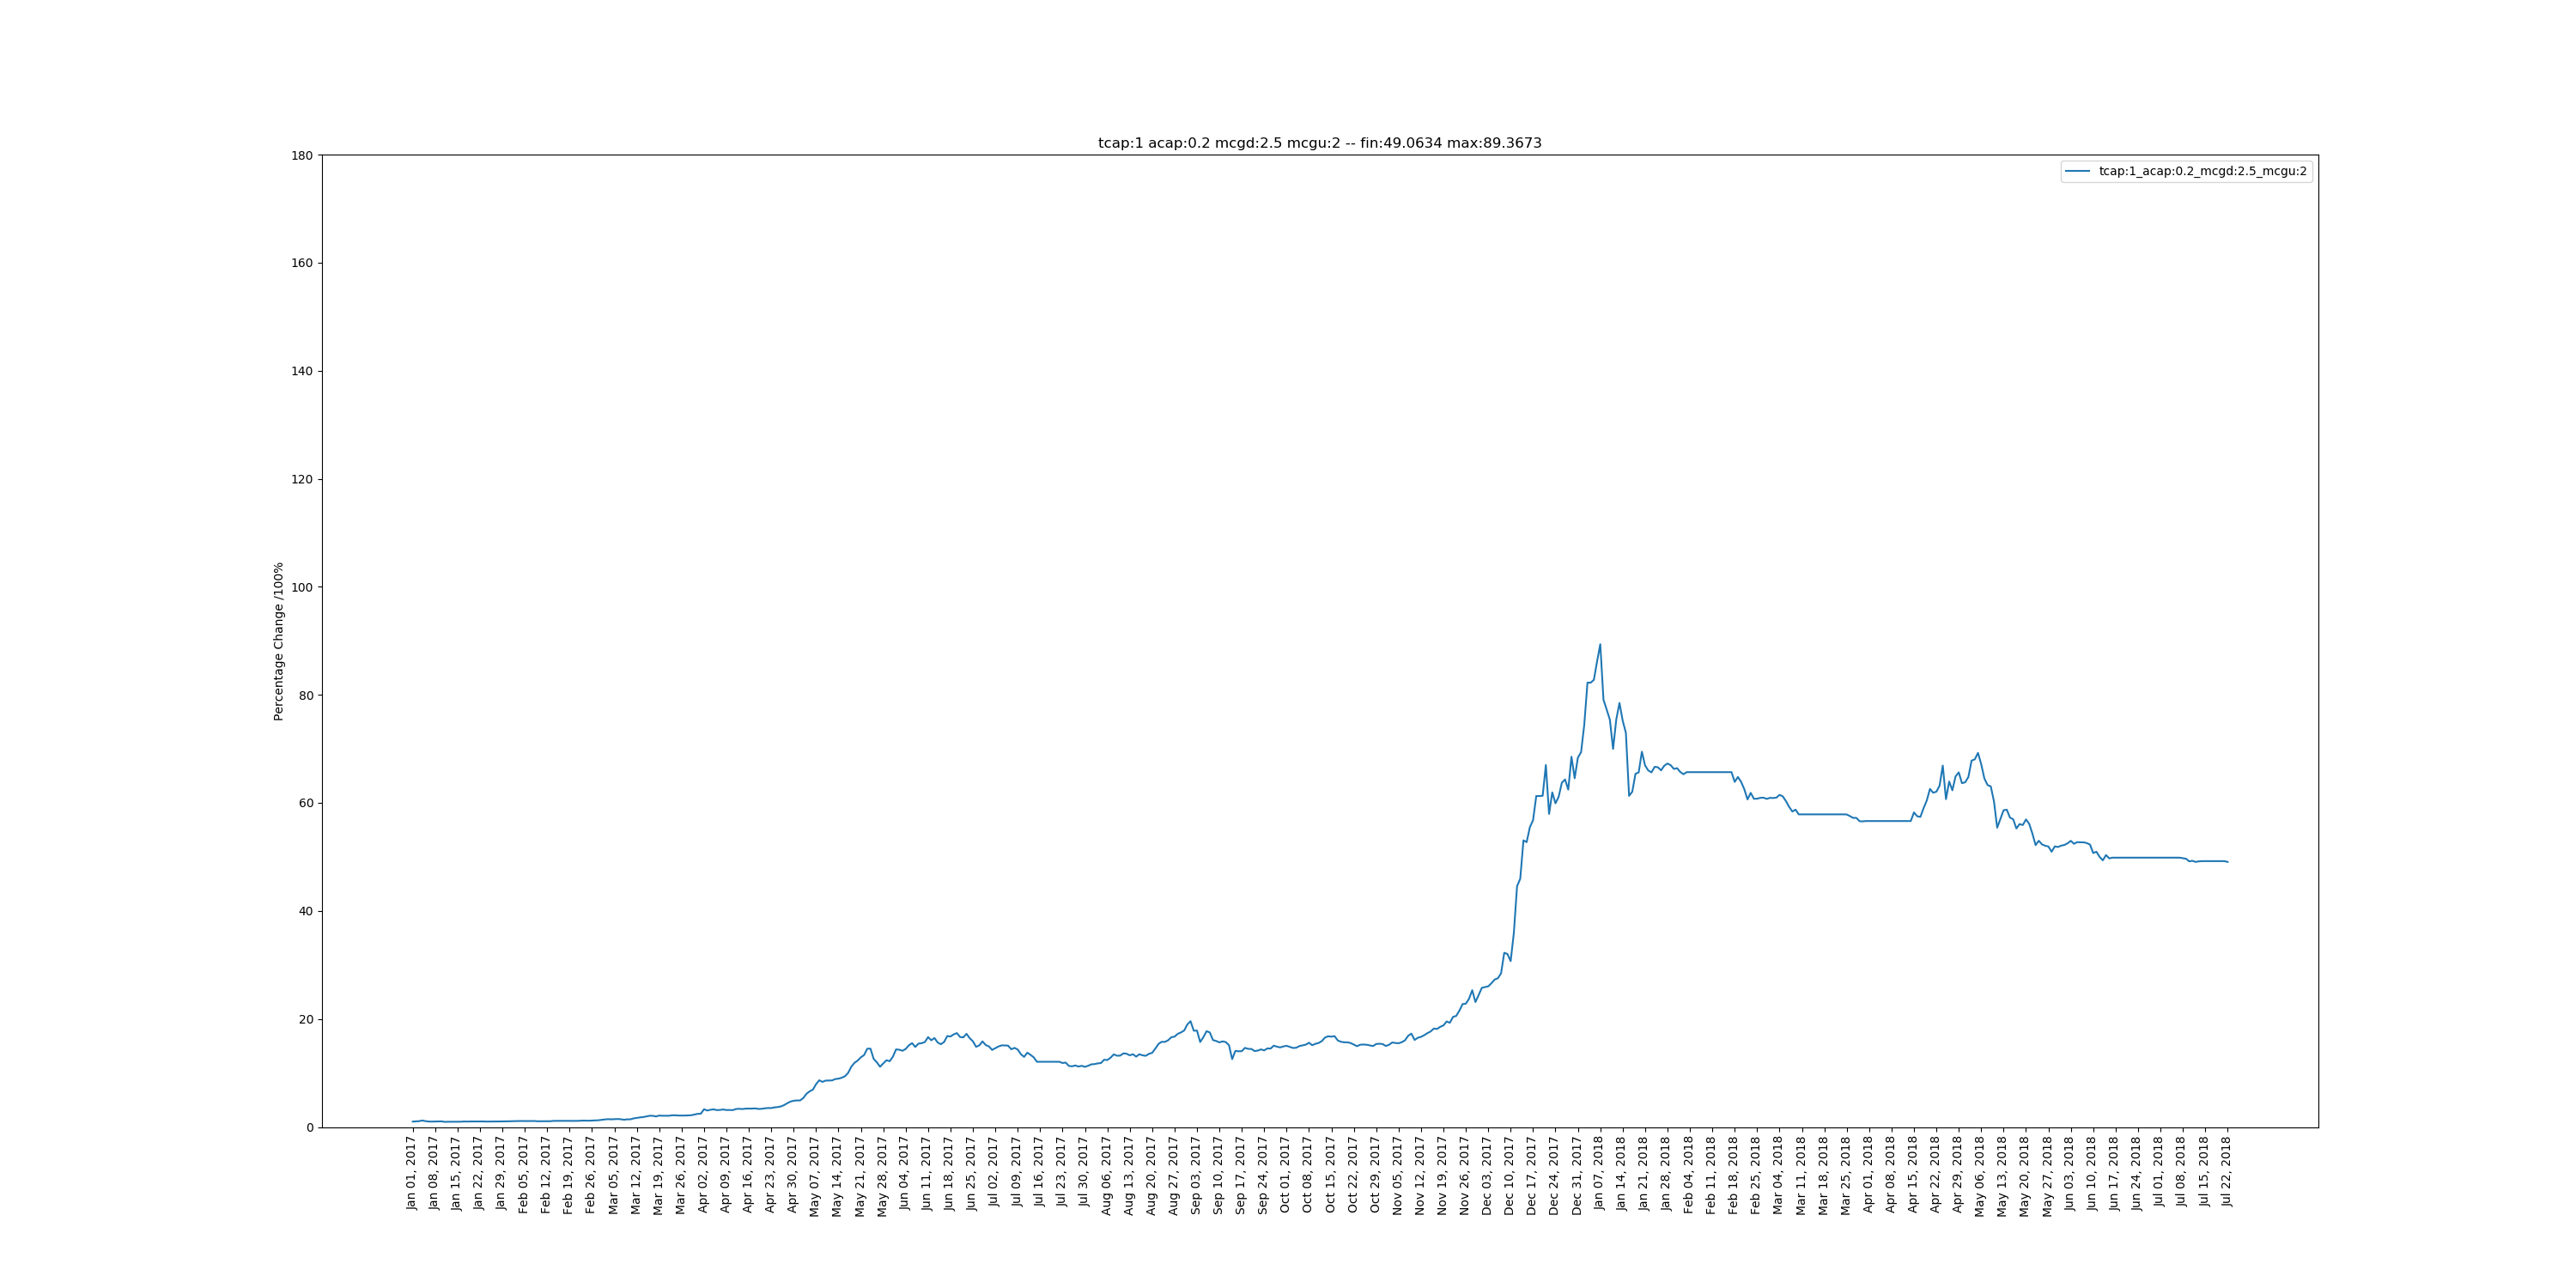 tcap:1 acap:0.2 mcgd:2.5 mcgu:2 -- fin:49.0634 max:89.3673
tcap:1_acap:0.2_mcgd:2.5_mcgu:2
Percentage Change /100%
180
160
140
120
100
80
60
40
20
0
Jan 01, 2017
Jan 08, 2017
Jan 15, 2017
Jan 22, 2017
Jan 29, 2017
Feb 05, 2017
Feb 12, 2017
Feb 19, 2017
Feb 26, 2017
Mar 05, 2017
Mar 12, 2017
Mar 19, 2017
Mar 26, 2017
Apr 02, 2017
Apr 09, 2017
Apr 16, 2017
Apr 23, 2017
Apr 30, 2017
May 07, 2017
May 14, 2017
May 21, 2017
May 28, 2017
Jun 04, 2017
Jun 11, 2017
Jun 18, 2017
Jun 25, 2017
Jul 02, 2017
Jul 09, 2017
Jul 16, 2017
Jul 23, 2017
Jul 30, 2017
Aug 06, 2017
Aug 13, 2017
Aug 20, 2017
Aug 27, 2017
Sep 03, 2017
Sep 10, 2017
Sep 17, 2017
Sep 24, 2017
Oct 01, 2017
Oct 08, 2017
Oct 15, 2017
Oct 22, 2017
Oct 29, 2017
Nov 05, 2017
Nov 12, 2017
Nov 19, 2017
Nov 26, 2017
Dec 03, 2017
Dec 10, 2017
Dec 17, 2017
Dec 24, 2017
Dec 31, 2017
Jan 07, 2018
Jan 14, 2018
Jan 21, 2018
Jan 28, 2018
Feb 04, 2018
Feb 11, 2018
Feb 18, 2018
Feb 25, 2018
Mar 04, 2018
Mar 11, 2018
Mar 18, 2018
Mar 25, 2018
Apr 01, 2018
Apr 08, 2018
Apr 15, 2018
Apr 22, 2018
Apr 29, 2018
May 06, 2018
May 13, 2018
May 20, 2018
May 27, 2018
Jun 03, 2018
Jun 10, 2018
Jun 17, 2018
Jun 24, 2018
Jul 01, 2018
Jul 08, 2018
Jul 15, 2018
Jul 22, 2018